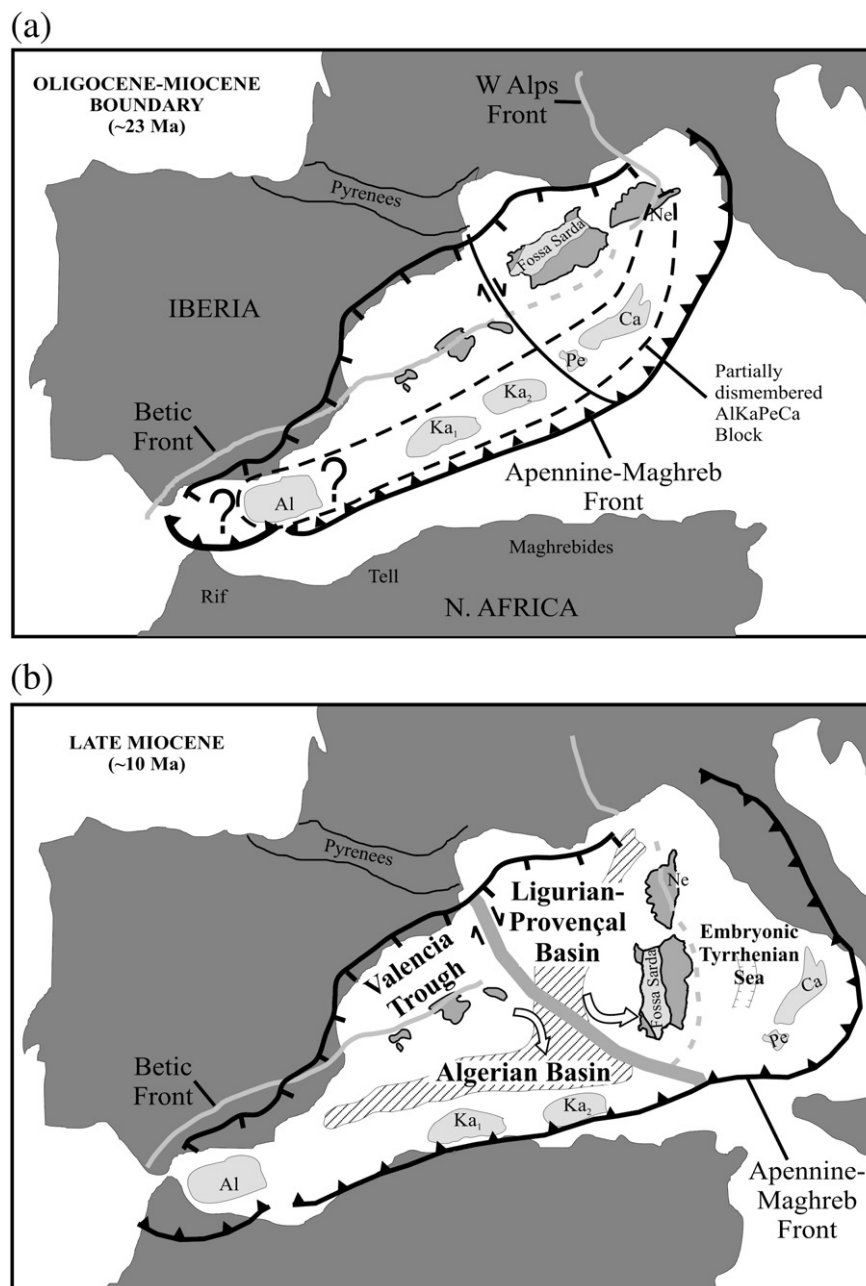 (a)
OLIGOCENE-MIOCENE
BOUNDARY
(~23 Ma)
W Alps
Front
Pyrenees
Ne
Fossa Sarda
IBERIA
Ca
Pe
Betic
Front
Ka2
Ka1
Partially
dismembered
AlKaPeCa
Block
?
?
Al
Apennine-Maghreb
Front
Maghrebides
Tell
Rif
N. AFRICA
(b)
LATE MIOCENE
(~10 Ma)
Pyrenees
Ne
Ligurian-
Provençal
Basin
Valencia
Trough
Embryonic
Tyrrhenian
Sea
Ca
Fossa Sarda
Pe
Betic
Front
Algerian Basin
Ka1
Ka2
Al
Apennine-
Maghreb
Front